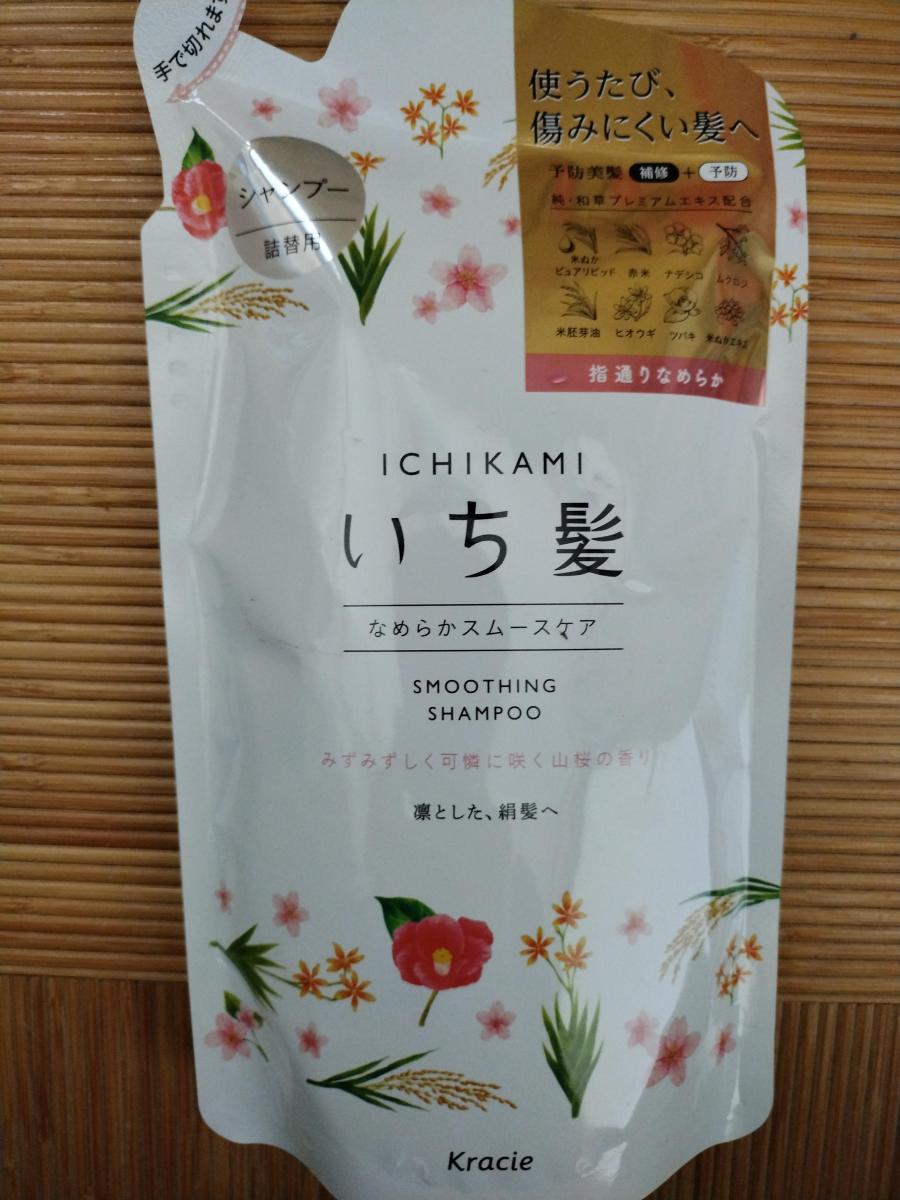 手で切れます
シャンプー
詰替用
使うたび、
傷みにくい髪へ
予防美髪 補修 + 予防
純・和草プレミアムエキス配合
米ぬか
ピュアリピッド 赤米 ナデシコ ムクロジ
米胚芽油 ヒオウギ ツバキ 米ぬかエキス
指通りなめらか
ICHIKAMI
いち髪
なめらかスムースケア
SMOOTHING
SHAMPOO
みずみずしく可憐に咲く山桜の香り
凛とした、絹髪へ
Kracie